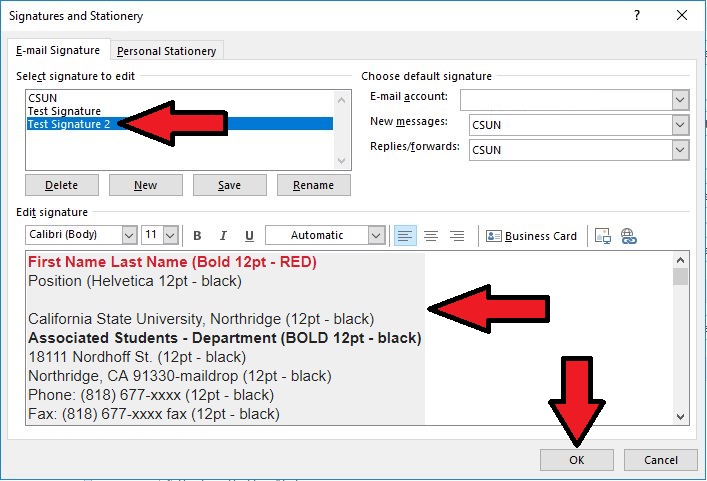 Signatures and Stationery
E-mail Signature
Personal Stationery
Select signature to edit
Choose default signature
CSUN
Test Signature
Test Signature 2
E-mail account:
New messages:
CSUN
Replies/forwards:
CSUN
Delete
New
Save
Rename
Edit signature
Calibri (Body)
11
B
I
U
Automatic
Business Card
First Name Last Name (Bold 12pt - RED)
Position (Helvetica 12pt - black)
California State University, Northridge (12pt - black)
Associated Students - Department (BOLD 12pt - black)
18111 Nordhoff St. (12pt - black)
Northridge, CA 91330-maildrop (12pt - black)
Phone: (818) 677-xxxx (12pt - black)
Fax: (818) 677-xxxx fax (12pt - black)
OK
Cancel